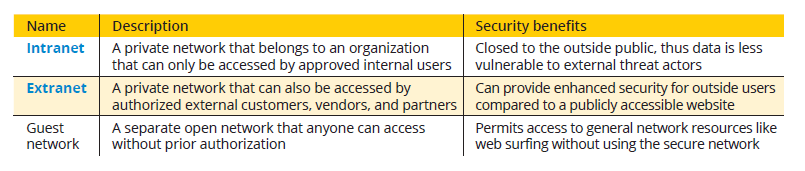 Name Description Security benefits
Intranet A private network that belongs to an organization Closed to the outside public, thus data is less
that can only be accessed by approved internal users vulnerable to external threat actors
Extranet A private network that can also be accessed by Can provide enhanced security for outside users
authorized external customers, vendors, and partners compared to a publicly accessible website
Guest A separate open network that anyone can access Permits access to general network resources like
network without prior authorization web surfing without using the secure network